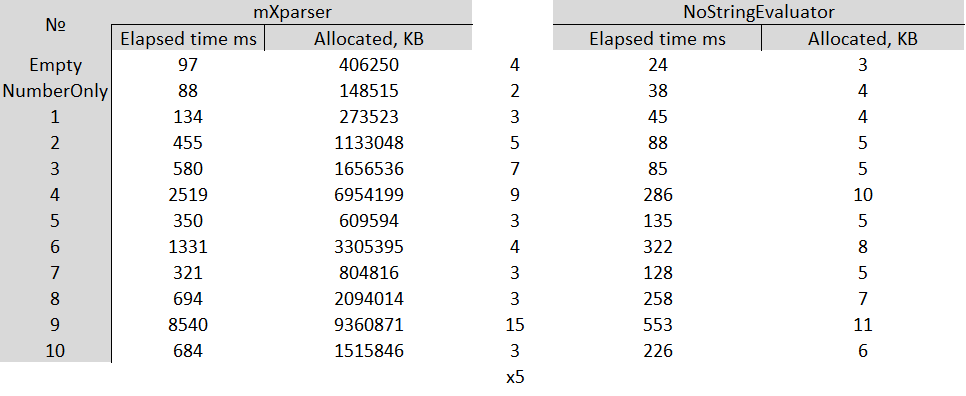 № mXparser NoStringEvaluator
Elapsed time ms Allocated, KB Elapsed time ms Allocated, KB
Empty 97 406250 4 24 3
NumberOnly 88 148515 2 38 4
1 134 273523 3 45 4
2 455 1133048 5 88 5
3 580 1656536 7 85 5
4 2519 6954199 9 286 10
5 350 609594 3 135 5
6 1331 3305395 4 322 8
7 321 804816 3 128 5
8 694 2094014 3 258 7
9 8540 9360871 15 553 11
10 684 1515846 3 226 6
x5